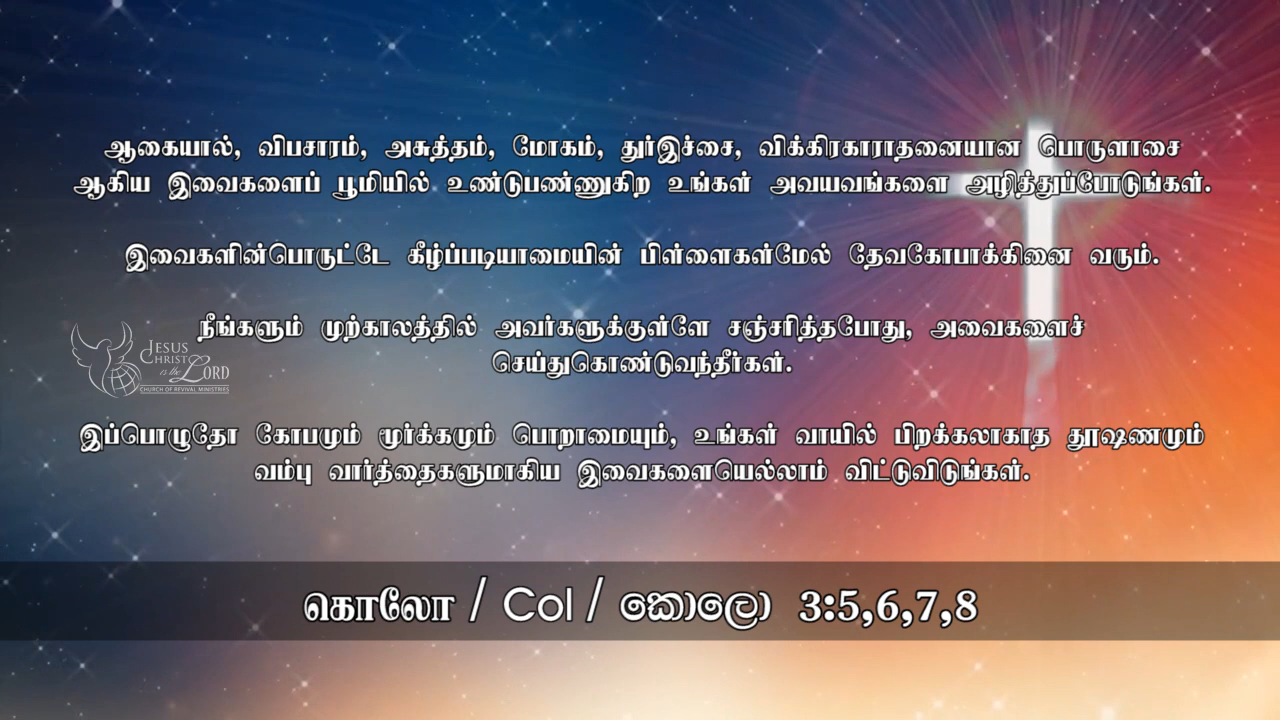 ஆகையால், விபசாரம், அசுத்தம், மோகம், துர்இச்சை, விக்கிரகாராதனையான பொருளாசை
ஆகிய இவைகளைப் பூமியில் உண்டுபண்ணுகிற உங்கள் அவயவங்களை அழித்துப்போடுங்கள்.
இவைகளின்பொருட்டே கீழ்ப்படியாமையின் பிள்ளைகள்மேல் தேவகோபாக்கினை வரும்.
நீங்களும் முற்காலத்தில் அவர்களுக்குள்ளே சஞ்சரித்தபோது, அவைகளைச்
செய்துகொண்டுவந்தீர்கள்.
JESUS
CHRIST
is the LORD
CHURCH OF REVIVAL MINISTRIES
இப்பொழுதோ கோபமும் மூர்க்கமும் பொறாமையும், உங்கள் வாயில் பிறக்கலாகாத தூஷணமும்
வம்பு வார்த்தைகளுமாகிய இவைகளையெல்லாம் விட்டுவிடுங்கள்.
கொலோ / Col / කොලො 3:5,6,7,8